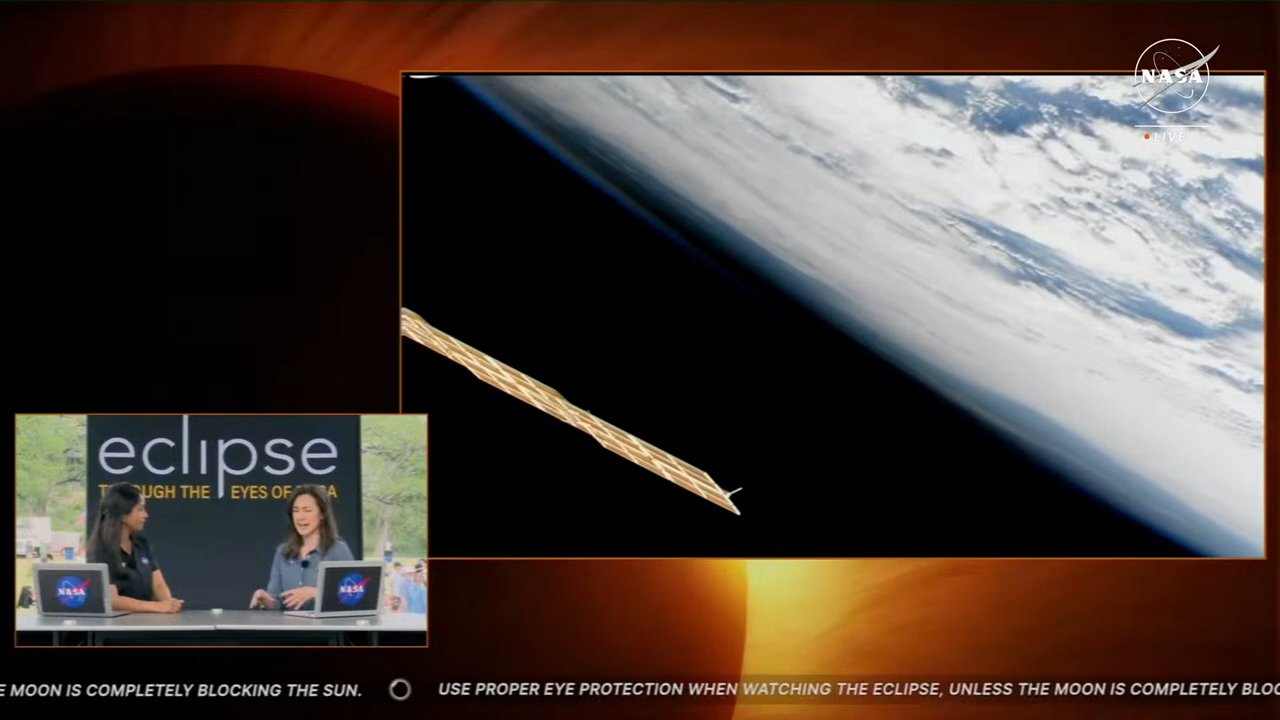 NASA
LIVE
eclipse
THROUGH THE EYES OF NASA
NASA
NASA
E MOON IS COMPLETELY BLOCKING THE SUN.
USE PROPER EYE PROTECTION WHEN WATCHING THE ECLIPSE, UNLESS THE MOON IS COMPLETELY BLOC